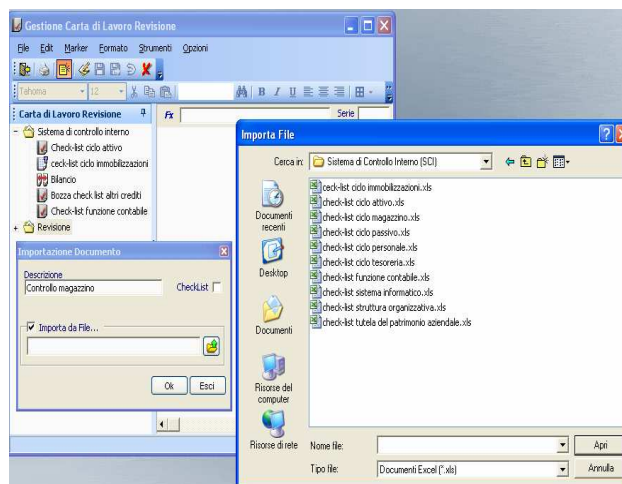 Gestione Carta di Lavoro Revisione
File Edit Marker Formato Strumenti Opzioni
Tahoma 12
B I U
Carta di Lavoro Revisione
Fx
Serie
Sistema di controllo interno
Check-list ciclo attivo
ceck-list ciclo immobilizzazioni
Bilancio
Bozza check list altri crediti
Check-list funzione contabile
Revisione
Importazione Documento
Descrizione
Controllo magazzino
CheckList
Importa da File...
Ok Esci
Importa File
Cerca in: Sistema di Controllo Interno (SCI)
Documenti recenti
Desktop
Documenti
Risorse del computer
Risorse di rete
ceck-list ciclo immobilizzazioni.xls
check-list ciclo attivo.xls
check-list ciclo magazzino.xls
check-list ciclo passivo.xls
check-list ciclo personale.xls
check-list ciclo tesoreria.xls
check-list funzione contabile.xls
check-list sistema informatico.xls
check-list struttura organizzativa.xls
check-list tutela del patrimonio aziendale.xls
Nome file:
Apri
Tipo file: Documenti Excel (*.xls)
Annulla